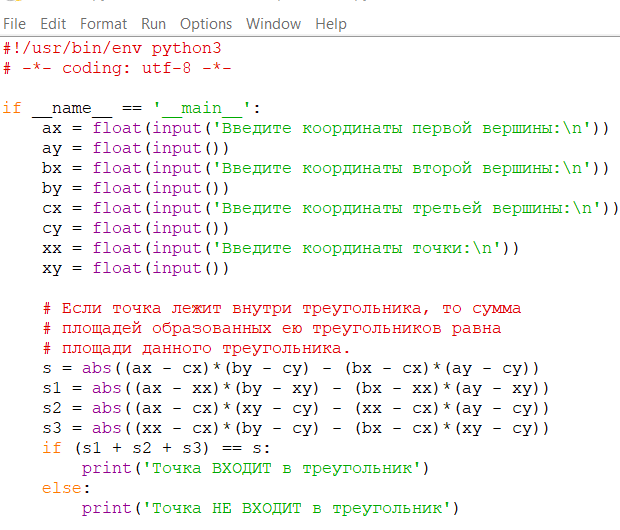 File Edit Format Run Options Window Help
#!/usr/bin/env python3
# -*- coding: utf-8 -*-
if __name__ == '__main__':
    ax = float(input('Введите координаты первой вершины:\n'))
    ay = float(input())
    bx = float(input('Введите координаты второй вершины:\n'))
    by = float(input())
    cx = float(input('Введите координаты третьей вершины:\n'))
    cy = float(input())
    xx = float(input('Введите координаты точки:\n'))
    xy = float(input())
    # Если точка лежит внутри треугольника, то сумма
    # площадей образованных ею треугольников равна
    # площади данного треугольника.
    s = abs((ax - cx)*(by - cy) - (bx - cx)*(ay - cy))
    s1 = abs((ax - xx)*(by - xy) - (bx - xx)*(ay - xy))
    s2 = abs((ax - cx)*(xy - cy) - (xx - cx)*(ay - cy))
    s3 = abs((xx - cx)*(by - cy) - (bx - cx)*(xy - cy))
    if (s1 + s2 + s3) == s:
        print('Точка ВХОДИТ в треугольник')
    else:
        print('Точка НЕ ВХОДИТ в треугольник')